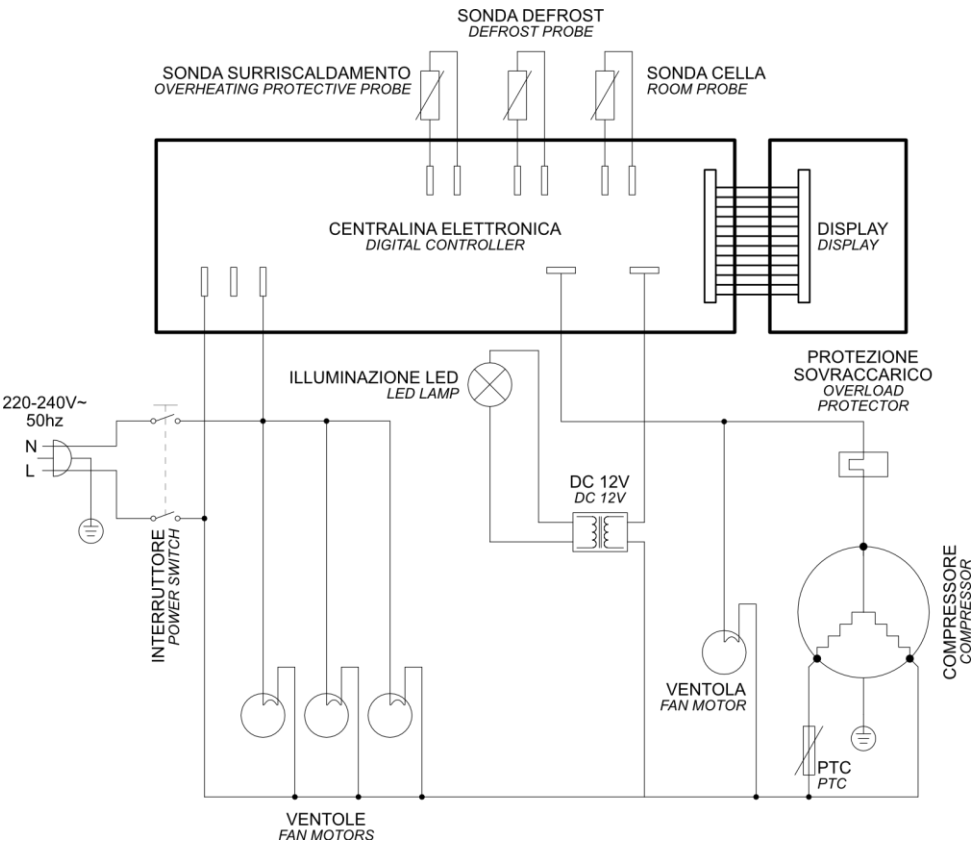 SONDA DEFROST
DEFROST PROBE
SONDA SURRISCALDAMENTO
OVERHEATING PROTECTIVE PROBE
SONDA CELLA
ROOM PROBE
CENTRALINA ELETTRONICA
DIGITAL CONTROLLER
DISPLAY
DISPLAY
ILLUMINAZIONE LED
LED LAMP
PROTEZIONE
SOVRACCARICO
OVERLOAD
PROTECTOR
220-240V~
50hz
N
L
DC 12V
DC 12V
INTERRUTTORE
POWER SWITCH
COMPRESSORE
COMPRESSOR
VENTOLA
FAN MOTOR
PTC
PTC
VENTOLE
FAN MOTORS